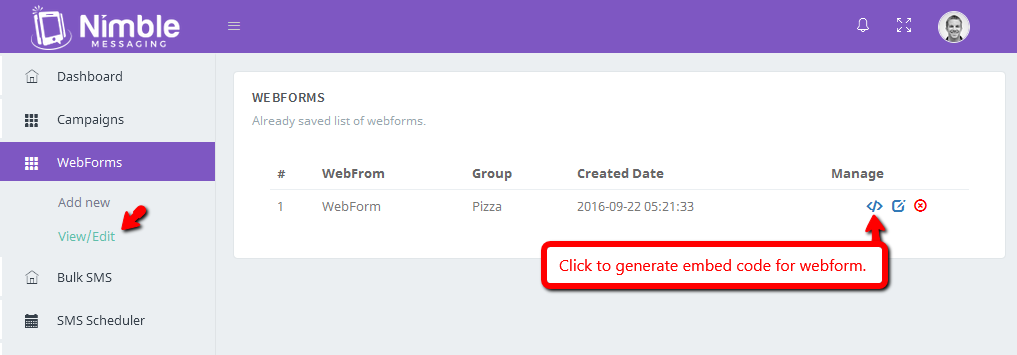 Nimble
MESSAGING
Dashboard
Campaigns
WebForms
Add new
View/Edit
Bulk SMS
SMS Scheduler
WEBFORMS
Already saved list of webforms.
# WebFrom Group Created Date Manage
1 WebForm Pizza 2016-09-22 05:21:33 </>
Click to generate embed code for webform.